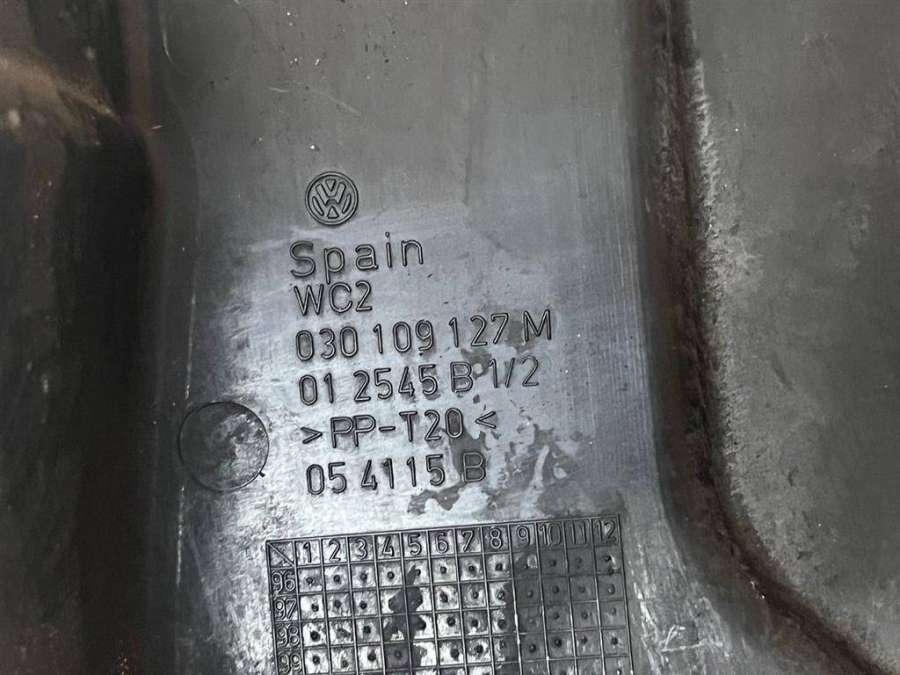 VW
Spain
WC2
030 109 127 M
01 2545 B 1/2
>PP-T20<
05 4115 B
1 2 3 4 5 6 7 8 9 10 11 12
96
97
98
99